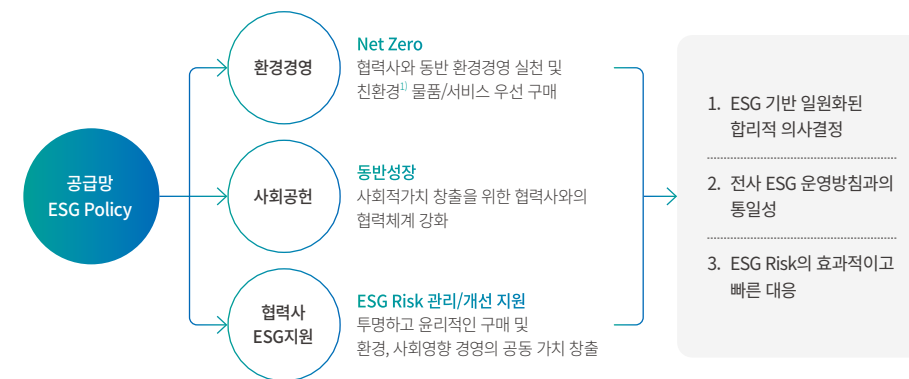 공급망
ESG Policy
환경경영
Net Zero
협력사와 동반 환경경영 실천 및
친환경1) 물품/서비스 우선 구매
사회공헌
동반성장
사회적가치 창출을 위한 협력사와의
협력체계 강화
협력사
ESG지원
ESG Risk 관리/개선 지원
투명하고 윤리적인 구매 및
환경, 사회영향 경영의 공동 가치 창출
1. ESG 기반 일원화된
합리적 의사결정
2. 전사 ESG 운영방침과의
통일성
3. ESG Risk의 효과적이고
빠른 대응